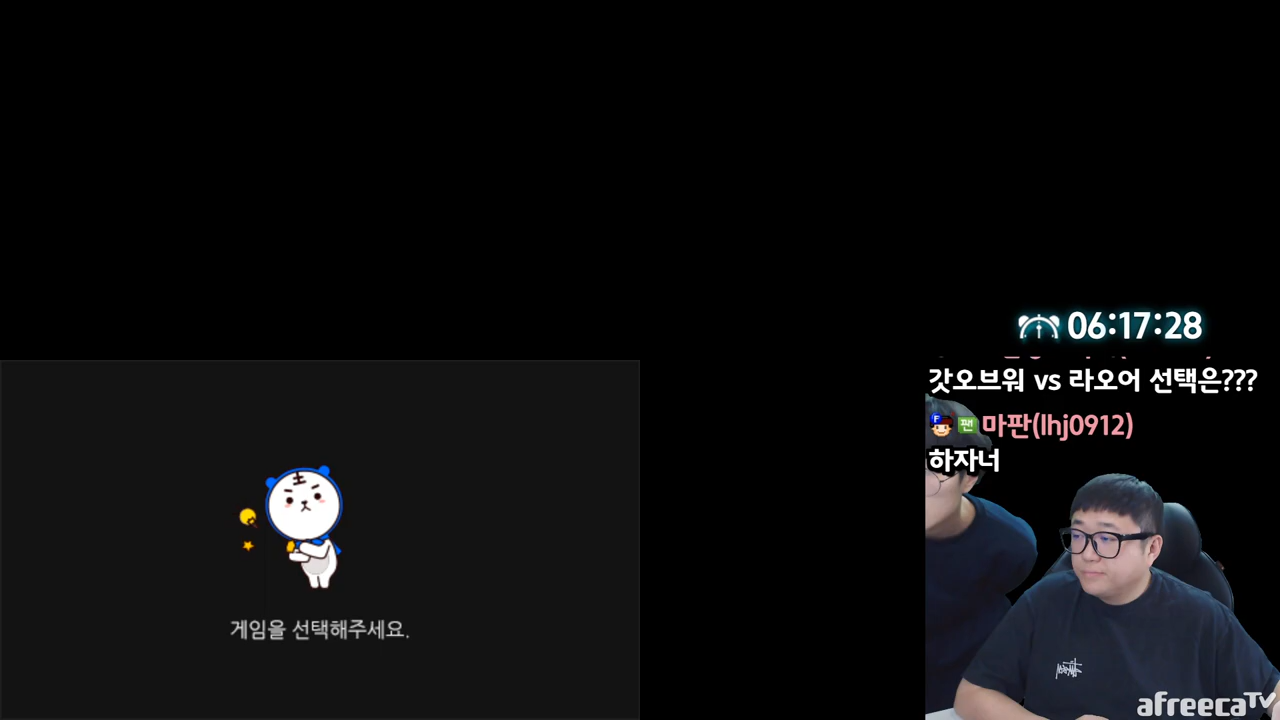 06:17:28
갓오브워 vs 라오어 선택은???
F 팬 마판(lhj0912)
하자너
게임을 선택해주세요.
afreecaTV